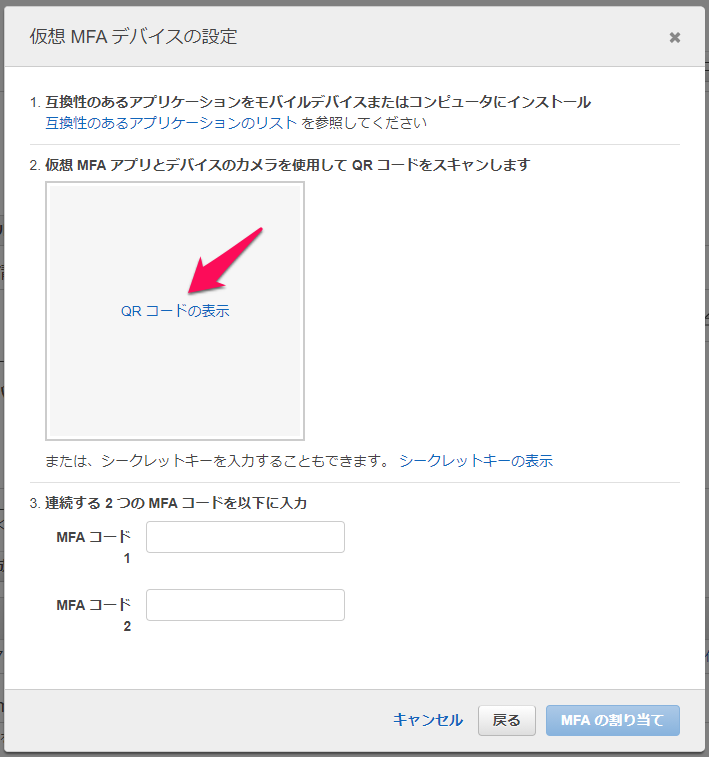 仮想 MFA デバイスの設定
1. 互換性のあるアプリケーションをモバイルデバイスまたはコンピュータにインストール
互換性のあるアプリケーションのリスト を参照してください
2. 仮想 MFA アプリとデバイスのカメラを使用して QR コードをスキャンします
QR コードの表示
または、シークレットキーを入力することもできます。 シークレットキーの表示
3. 連続する 2 つの MFA コードを以下に入力
MFA コード
1
MFA コード
2
キャンセル 戻る MFA の割り当て